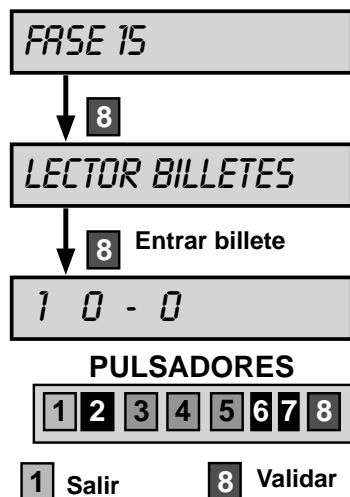 FASE 15
8
LECTOR BILLETES
8 Entrar billete
1 0 - 0
PULSADORES
1 2 3 4 5 6 7 8
1 Salir 8 Validar